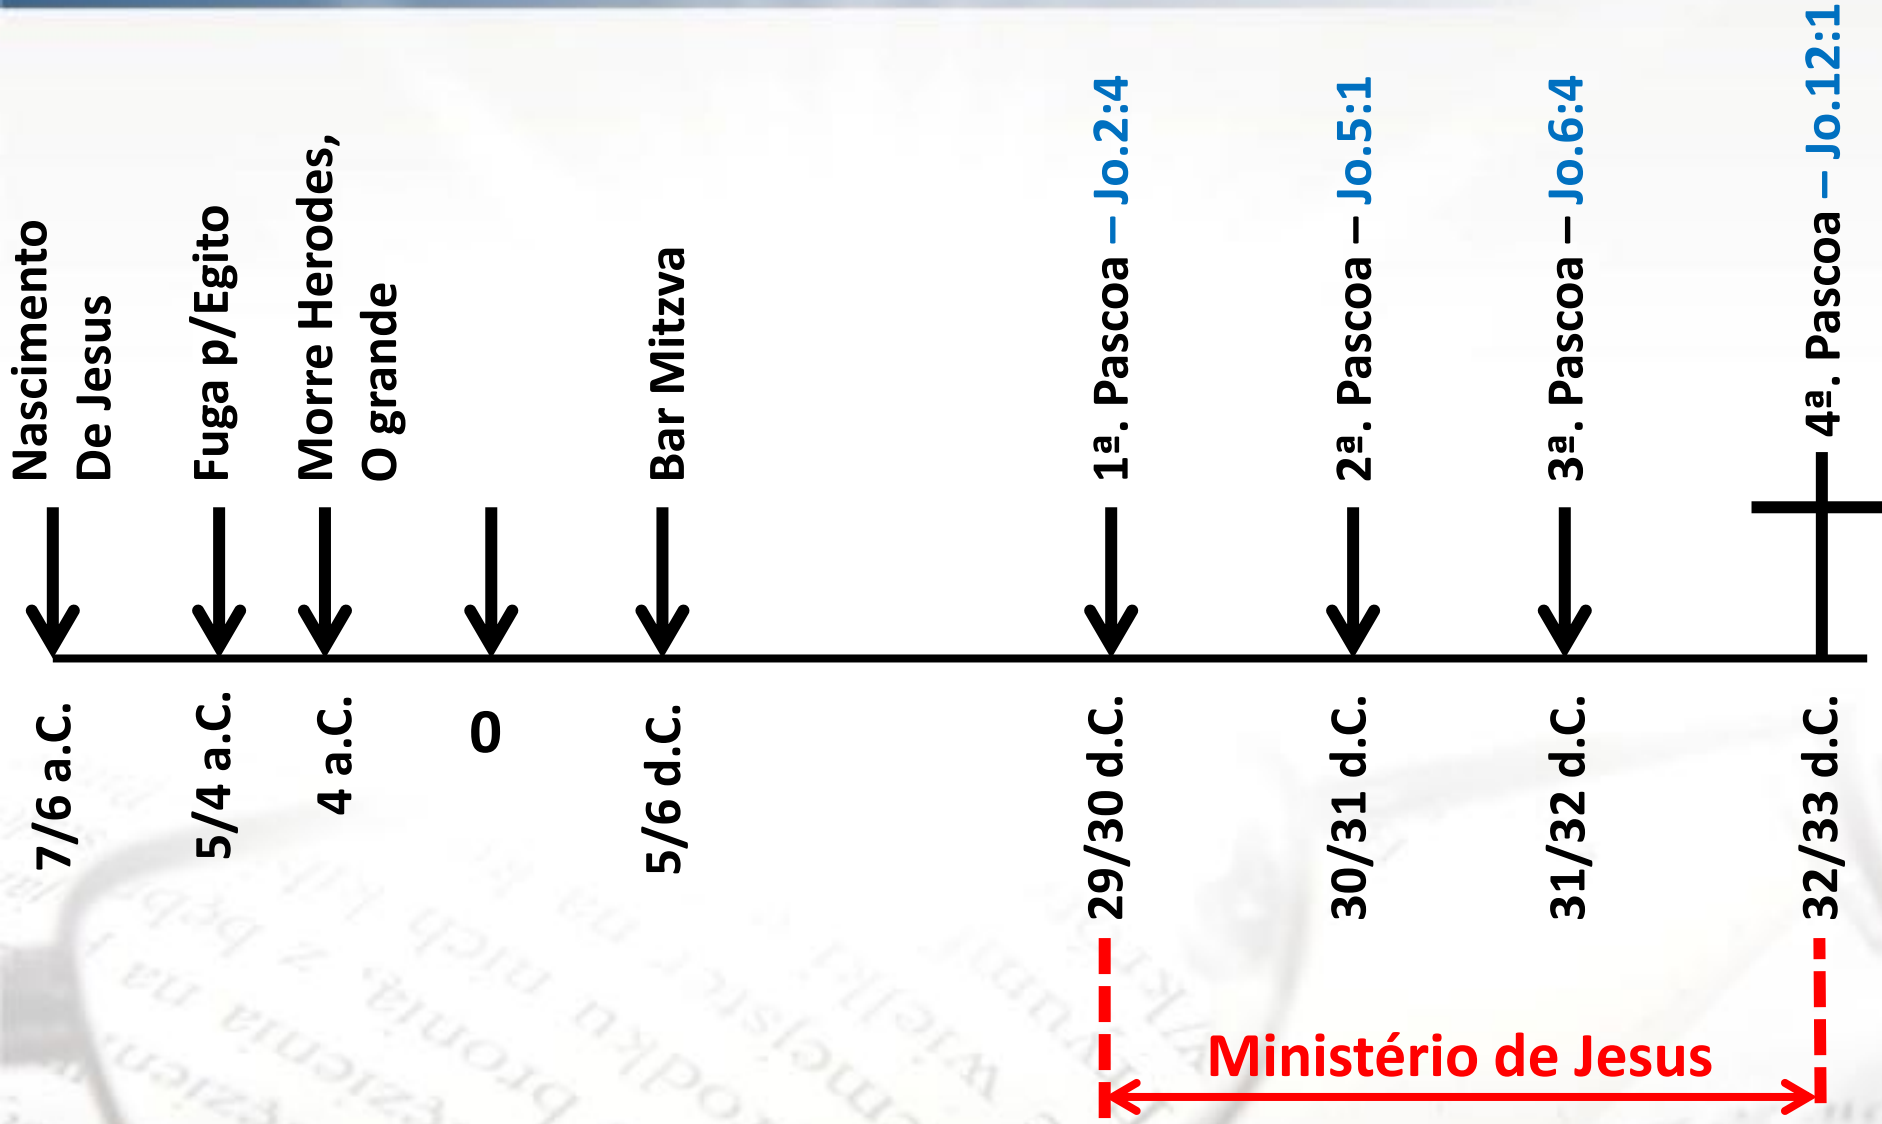 Nascimento
De Jesus
Fuga p/Egito
Morre Herodes,
O grande
Bar Mitzva
1ª. Pascoa – Jo.2:4
2ª. Pascoa – Jo.5:1
3ª. Pascoa – Jo.6:4
4ª. Pascoa – Jo.12:1
7/6 a.C.
5/4 a.C.
4 a.C.
0
5/6 d.C.
29/30 d.C.
30/31 d.C.
31/32 d.C.
32/33 d.C.
Ministério de Jesus